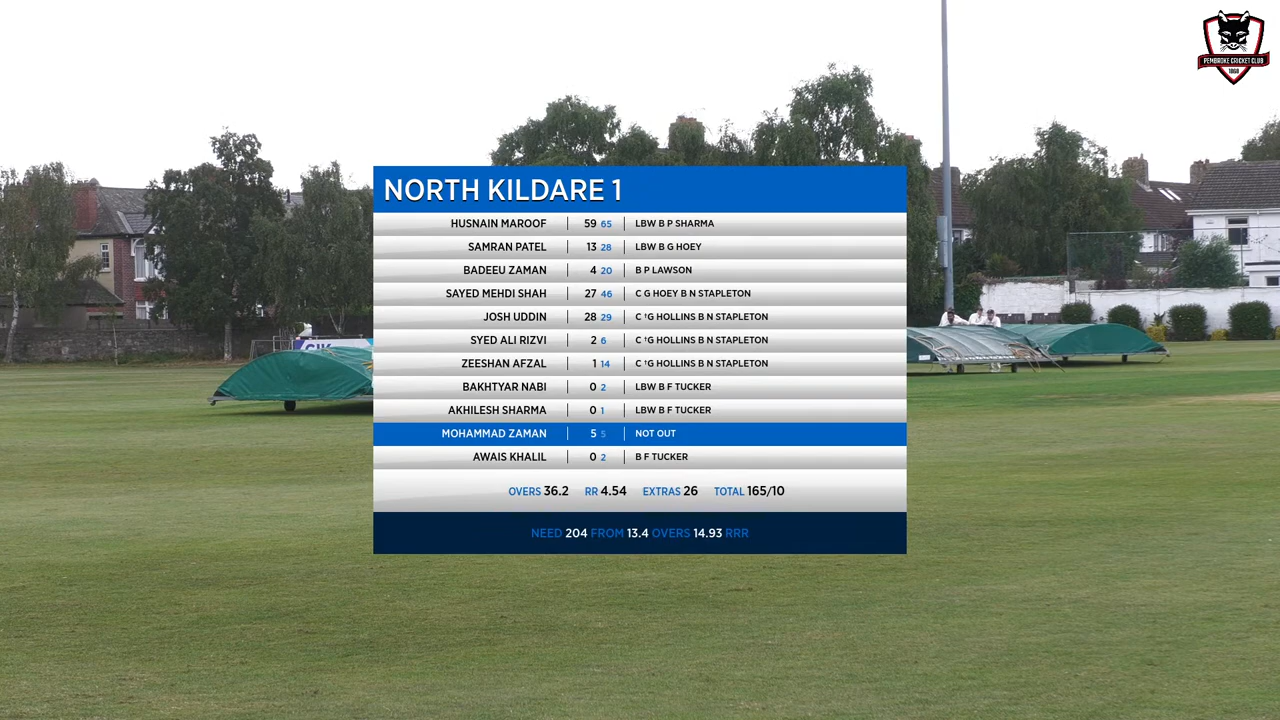 PEMBROKE CRICKET CLUB
1868
NORTH KILDARE 1
HUSNAIN MAROOF 59 65 LBW B P SHARMA
SAMRAN PATEL 13 28 LBW B G HOEY
BADEEU ZAMAN 4 20 B P LAWSON
SAYED MEHDI SHAH 27 46 C G HOEY B N STAPLETON
JOSH UDDIN 28 29 C †G HOLLINS B N STAPLETON
SYED ALI RIZVI 2 6 C †G HOLLINS B N STAPLETON
ZEESHAN AFZAL 1 14 C †G HOLLINS B N STAPLETON
BAKHTYAR NABI 0 2 LBW B F TUCKER
AKHILESH SHARMA 0 1 LBW B F TUCKER
MOHAMMAD ZAMAN 5 5 NOT OUT
AWAIS KHALIL 0 2 B F TUCKER
OVERS 36.2 RR 4.54 EXTRAS 26 TOTAL 165/10
NEED 204 FROM 13.4 OVERS 14.93 RRR